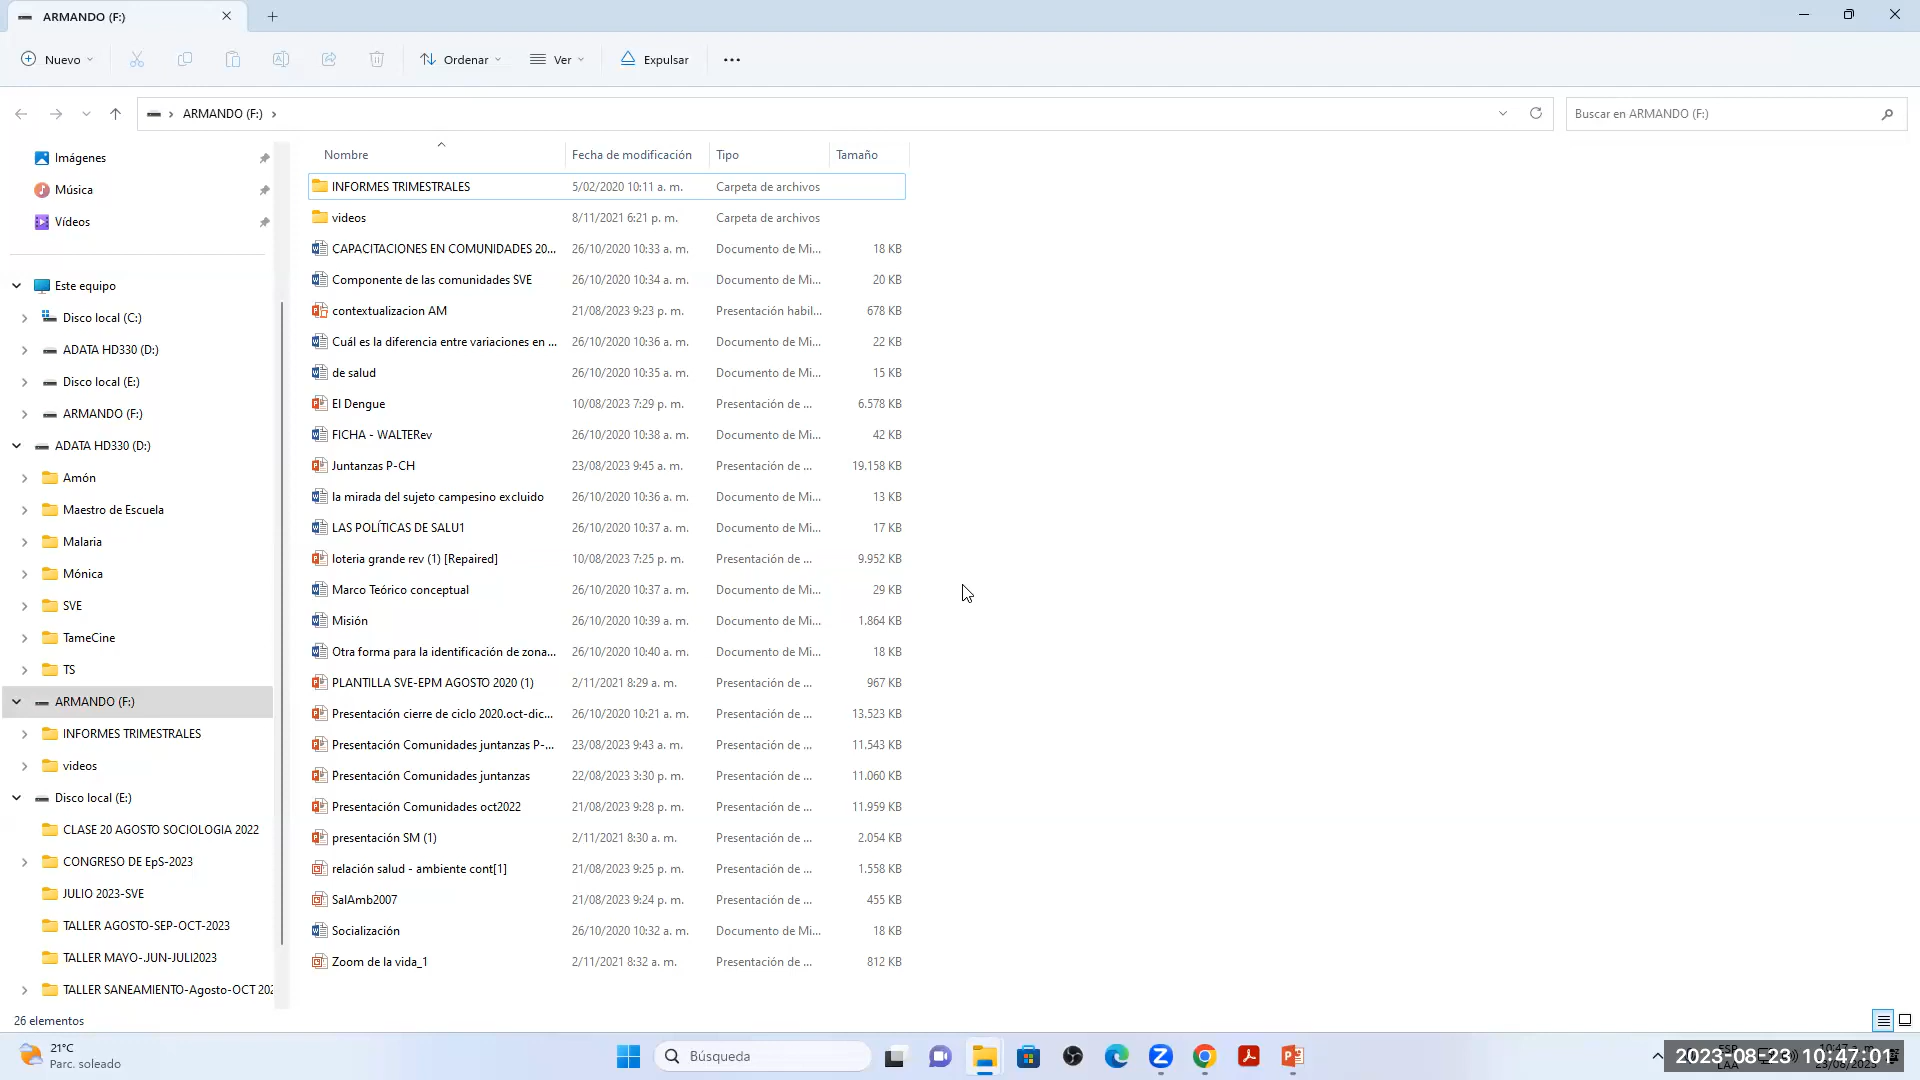 ARMANDO (F:)
Nuevo
Ordenar
Ver
Expulsar
ARMANDO (F:)
Buscar en ARMANDO (F:)
Imágenes
Música
Vídeos
Este equipo
Disco local (C:)
ADATA HD330 (D:)
Disco local (E:)
ARMANDO (F:)
ADATA HD330 (D:)
Amón
Maestro de Escuela
Malaria
Mónica
SVE
TameCine
TS
ARMANDO (F:)
INFORMES TRIMESTRALES
videos
Disco local (E:)
CLASE 20 AGOSTO SOCIOLOGIA 2022
CONGRESO DE EpS-2023
JULIO 2023-SVE
TALLER AGOSTO-SEP-OCT-2023
TALLER MAYO-.JUN-JULI2023
TALLER SANEAMIENTO-Agosto-OCT 202
Nombre Fecha de modificación Tipo Tamaño
INFORMES TRIMESTRALES 5/02/2020 10:11 a. m. Carpeta de archivos
videos 8/11/2021 6:21 p. m. Carpeta de archivos
CAPACITACIONES EN COMUNIDADES 20... 26/10/2020 10:33 a. m. Documento de Mi... 18 KB
Componente de las comunidades SVE 26/10/2020 10:34 a. m. Documento de Mi... 20 KB
contextualizacion AM 21/08/2023 9:23 p. m. Presentación habil... 678 KB
Cuál es la diferencia entre variaciones en ... 26/10/2020 10:36 a. m. Documento de Mi... 22 KB
de salud 26/10/2020 10:35 a. m. Documento de Mi... 15 KB
El Dengue 10/08/2023 7:29 p. m. Presentación de ... 6.578 KB
FICHA - WALTERev 26/10/2020 10:38 a. m. Documento de Mi... 42 KB
Juntanzas P-CH 23/08/2023 9:45 a. m. Presentación de ... 19.158 KB
la mirada del sujeto campesino excluido 26/10/2020 10:36 a. m. Documento de Mi... 13 KB
LAS POLÍTICAS DE SALU1 26/10/2020 10:37 a. m. Documento de Mi... 17 KB
loteria grande rev (1) [Repaired] 10/08/2023 7:25 p. m. Presentación de ... 9.952 KB
Marco Teórico conceptual 26/10/2020 10:37 a. m. Documento de Mi... 29 KB
Misión 26/10/2020 10:39 a. m. Documento de Mi... 1.864 KB
Otra forma para la identificación de zona... 26/10/2020 10:40 a. m. Documento de Mi... 18 KB
PLANTILLA SVE-EPM AGOSTO 2020 (1) 2/11/2021 8:29 a. m. Presentación de ... 967 KB
Presentación cierre de ciclo 2020.oct-dic... 26/10/2020 10:21 a. m. Presentación de ... 13.523 KB
Presentación Comunidades juntanzas P-... 23/08/2023 9:43 a. m. Presentación de ... 11.543 KB
Presentación Comunidades juntanzas 22/08/2023 3:30 p. m. Presentación de ... 11.060 KB
Presentación Comunidades oct2022 21/08/2023 9:28 p. m. Presentación de ... 11.959 KB
presentación SM (1) 2/11/2021 8:30 a. m. Presentación de ... 2.054 KB
relación salud - ambiente cont[1] 21/08/2023 9:25 p. m. Presentación de ... 1.558 KB
SalAmb2007 21/08/2023 9:24 p. m. Presentación de ... 455 KB
Socialización 26/10/2020 10:32 a. m. Documento de Mi... 18 KB
Zoom de la vida_1 2/11/2021 8:32 a. m. Presentación de ... 812 KB
26 elementos
21°C
Parc. soleado
Búsqueda
2023-08-23 10:47:01